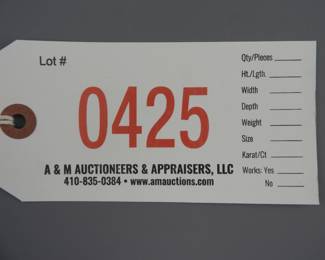 Lot #
0425
A & M AUCTIONEERS & APPRAISERS, LLC
410-835-0384 • www.amauctions.com
Qty/Pieces
Ht./Lgth.
Width
Depth
Weight
Size
Karat/Ct
Works: Yes
No